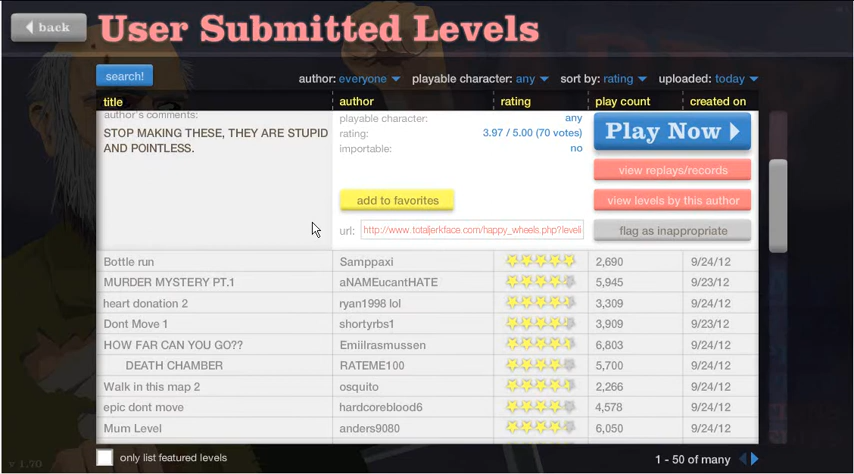 back
User Submitted Levels
search!
author: everyone playable character: any sort by: rating uploaded: today
title author rating play count created on
author's comments:
STOP MAKING THESE, THEY ARE STUPID
AND POINTLESS.
playable character: any
rating: 3.97 / 5.00 (70 votes)
importable: no
Play Now
view replays/records
add to favorites
view levels by this author
url: http://www.totaljerkface.com/happy_wheels.php?leveli
flag as inappropriate
Bottle run Samppaxi 2,690 9/24/12
MURDER MYSTERY PT.1 aNAMEucantHATE 5,945 9/23/12
heart donation 2 ryan1998 lol 3,309 9/24/12
Dont Move 1 shortyrbs1 3,909 9/23/12
HOW FAR CAN YOU GO?? Emiilrasmussen 6,803 9/24/12
DEATH CHAMBER RATEME100 5,700 9/24/12
Walk in this map 2 osquito 2,266 9/24/12
epic dont move hardcoreblood6 4,578 9/24/12
Mum Level anders9080 6,050 9/24/12
only list featured levels
1 - 50 of many
v 1.70